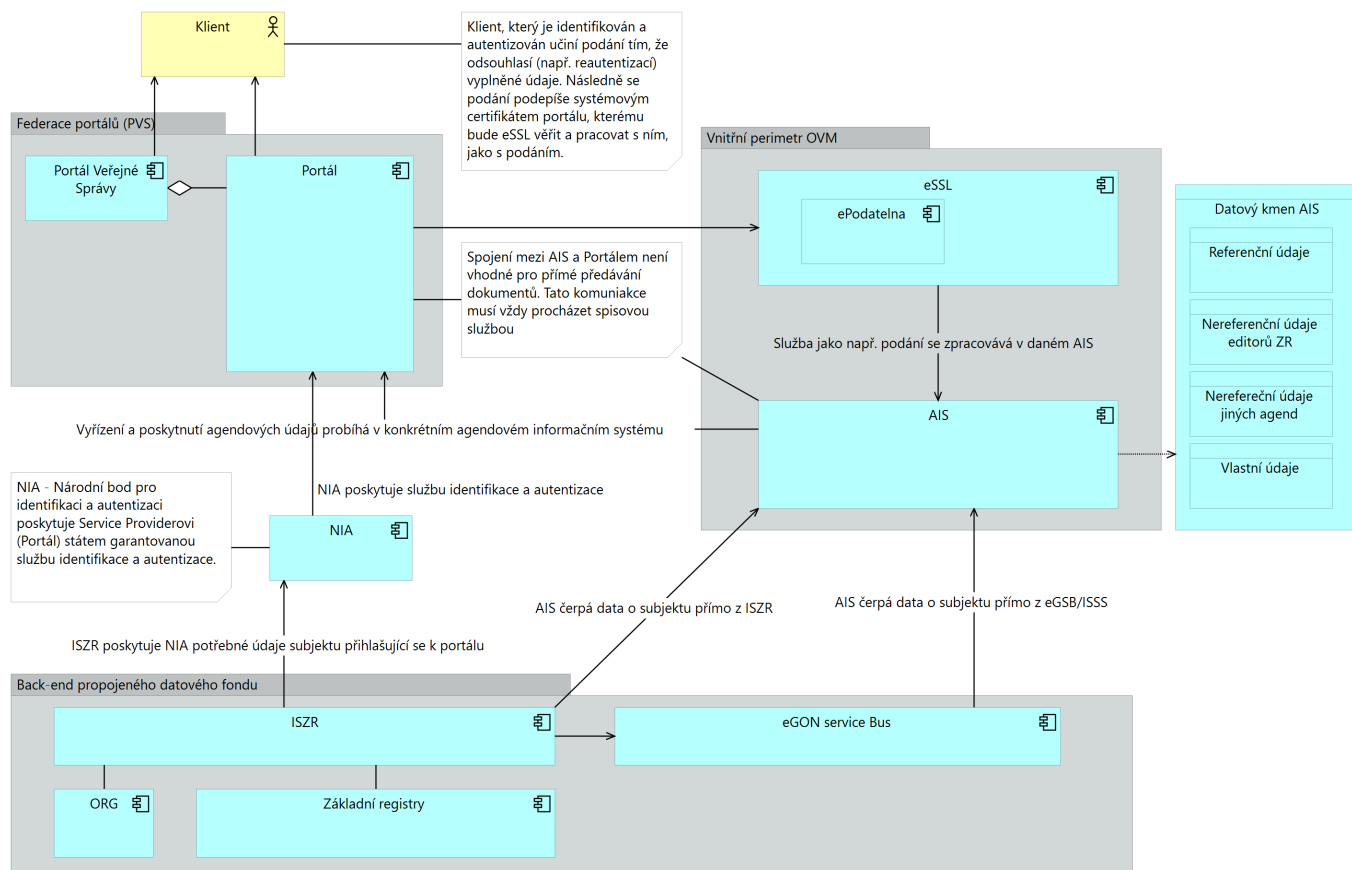 Klient
Klient, který je identifikován a
autentizován učiní podání tím, že
odsouhlasí (např. reautentizací)
vyplněné údaje. Následně se
podání podepíše systémovým
certifikátem portálu, kterému
bude eSSL věřit a pracovat s ním,
jako s podáním.
Federace portálů (PVS)
Portál Veřejné
Správy
Portál
Vnitřní perimetr OVM
eSSL
ePodatelna
Datový kmen AIS
Referenční údaje
Nereferenční údaje
editorů ZR
Nerefereční údaje
jiných agend
Vlastní údaje
Spojení mezi AIS a Portálem není
vhodné pro přímé předávání
dokumentů. Tato komuniakce
musí vždy procházet spisovou
službou
Služba jako např. podání se zpracovává v daném AIS
AIS
Vyřízení a poskytnutí agendových údajů probíhá v konkrétním agendovém informačním systému
NIA poskytuje službu identifikace a autentizace
NIA - Národní bod pro
identifikaci a autentizaci
poskytuje Service Providerovi
(Portál) státem garantovanou
službu identifikace a autentizace.
NIA
AIS čerpá data o subjektu přímo z ISZR
AIS čerpá data o subjektu přímo z eGSB/ISSS
ISZR poskytuje NIA potřebné údaje subjektu přihlašující se k portálu
Back-end propojeného datového fondu
ISZR
eGON service Bus
ORG
Základní registry